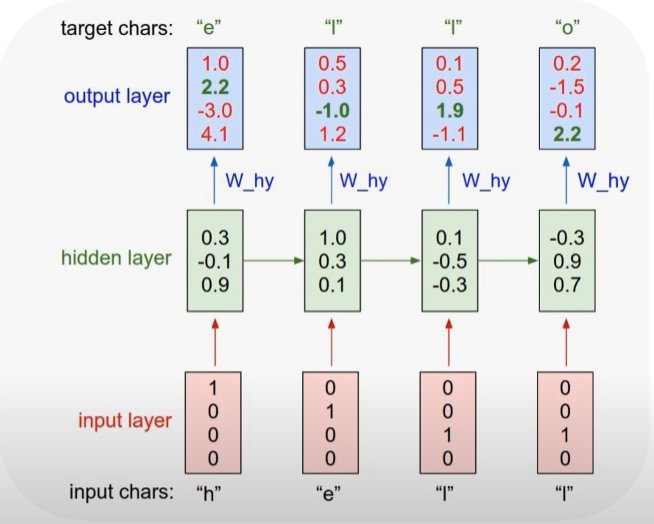 target chars: “e” “l” “l” “o”
output layer
1.0 0.5 0.1 0.2
2.2 0.3 0.5 -1.5
-3.0 -1.0 1.9 -0.1
4.1 1.2 -1.1 2.2
W_hy W_hy W_hy W_hy
hidden layer
0.3 1.0 0.1 -0.3
-0.1 0.3 -0.5 0.9
0.9 0.1 -0.3 0.7
input layer
1 0 0 0
0 1 0 0
0 0 1 1
0 0 0 0
input chars: “h” “e” “l” “l”